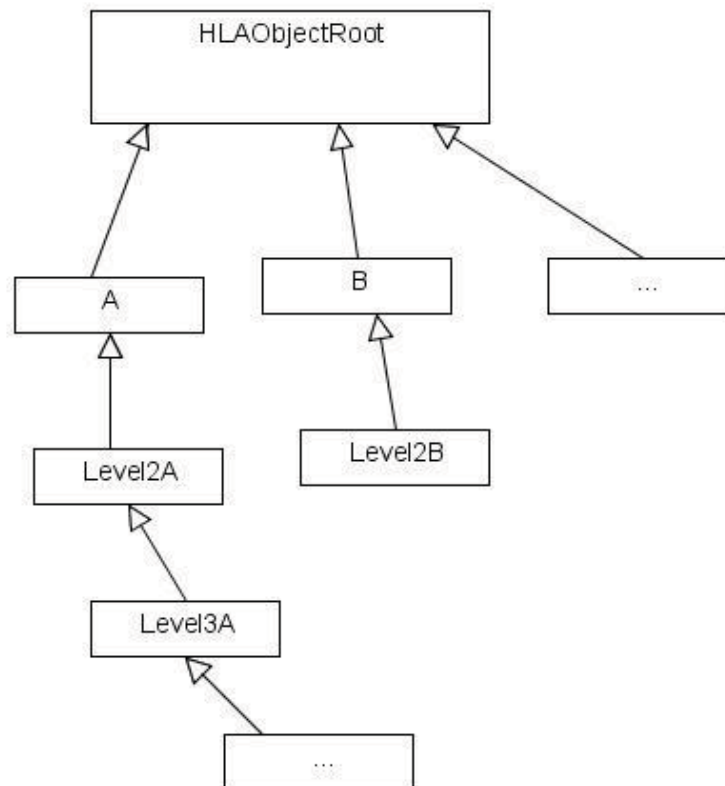 HLAObjectRoot
A
B
...
Level2A
Level2B
Level3A
...